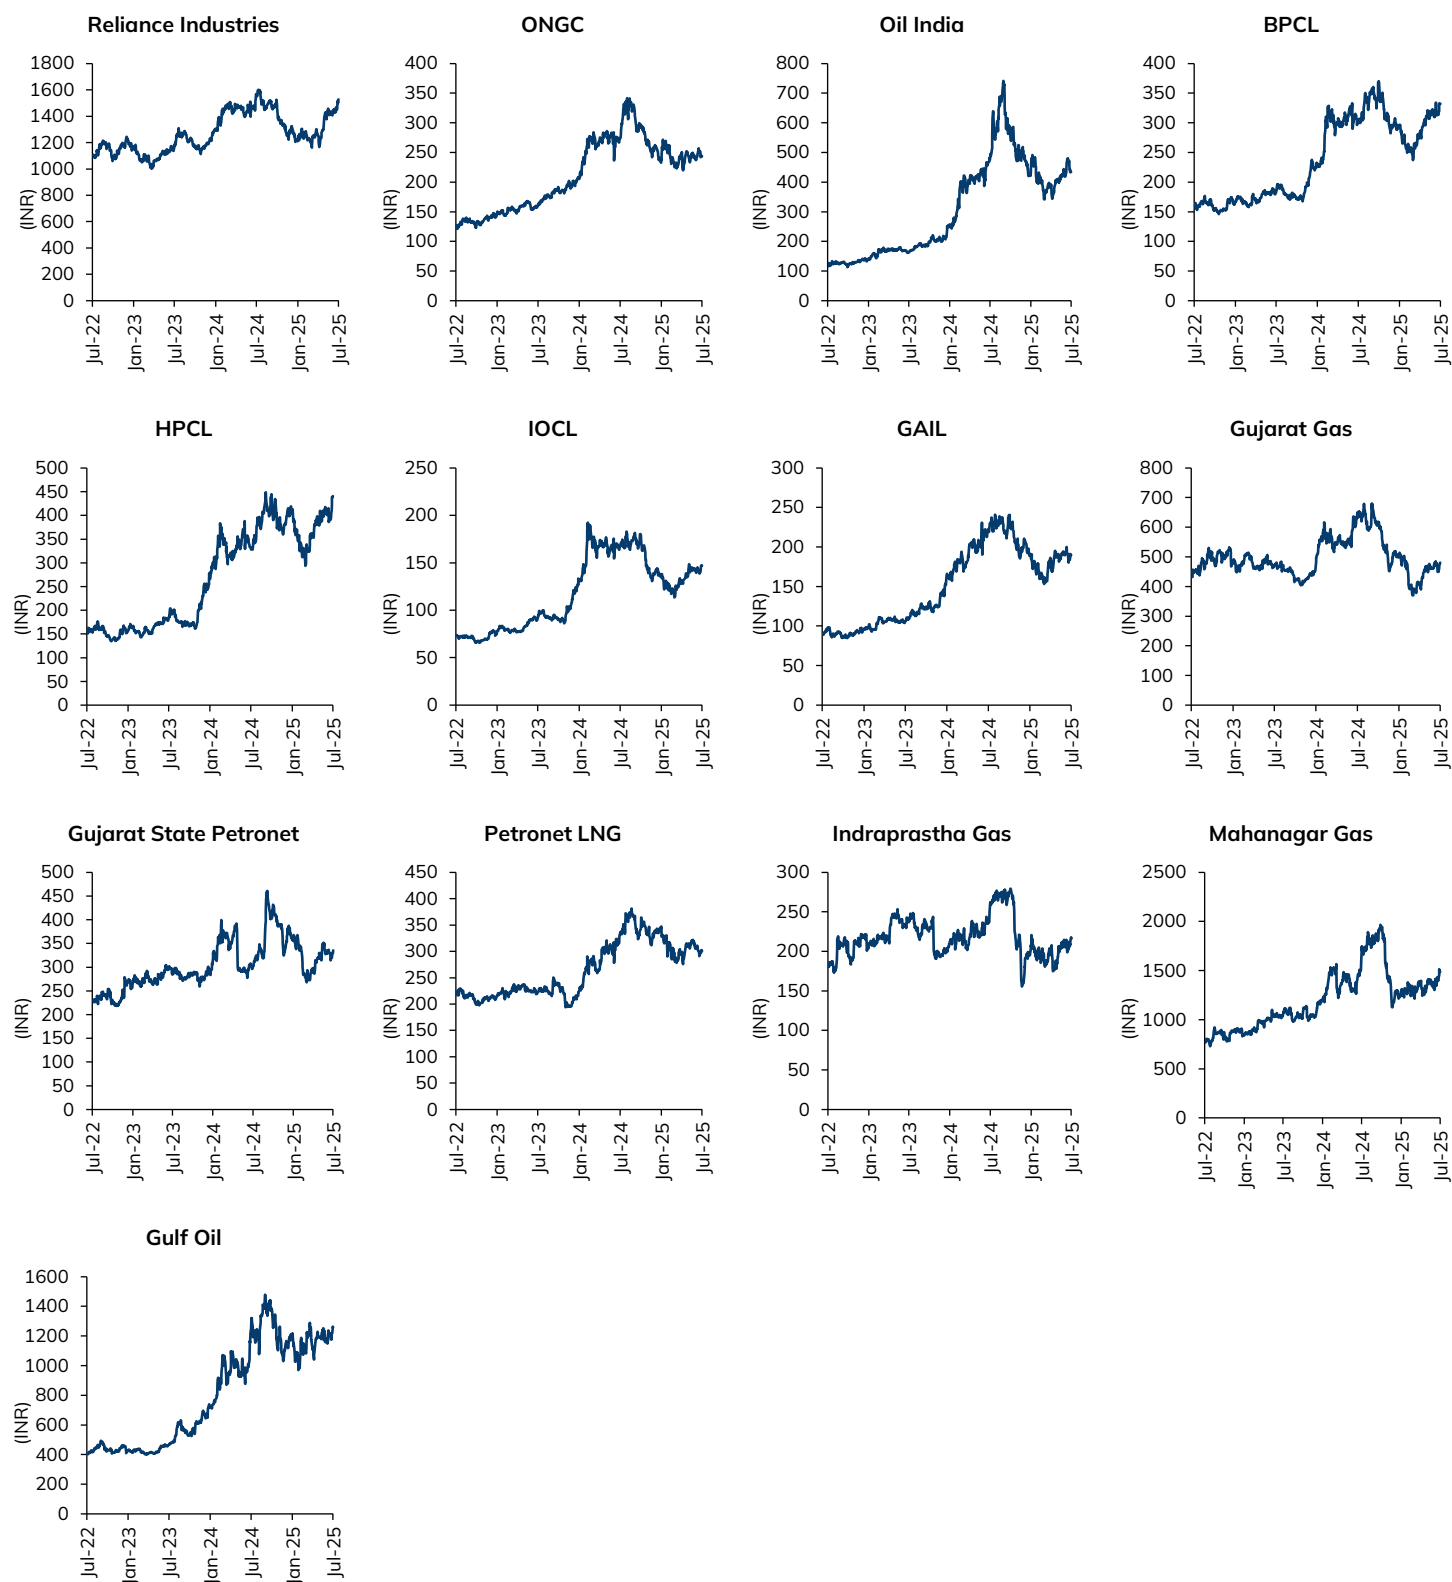 Reliance Industries
1800
1600
1400
1200
1000
800
600
400
200
0
(INR)
Jul-22
Jan-23
Jul-23
Jan-24
Jul-24
Jan-25
Jul-25
ONGC
400
350
300
250
200
150
100
50
0
(INR)
Jul-22
Jan-23
Jul-23
Jan-24
Jul-24
Jan-25
Jul-25
Oil India
800
700
600
500
400
300
200
100
0
(INR)
Jul-22
Jan-23
Jul-23
Jan-24
Jul-24
Jan-25
Jul-25
BPCL
400
350
300
250
200
150
100
50
0
(INR)
Jul-22
Jan-23
Jul-23
Jan-24
Jul-24
Jan-25
Jul-25
HPCL
500
450
400
350
300
250
200
150
100
50
0
(INR)
Jul-22
Jan-23
Jul-23
Jan-24
Jul-24
Jan-25
Jul-25
IOCL
250
200
150
100
50
0
(INR)
Jul-22
Jan-23
Jul-23
Jan-24
Jul-24
Jan-25
Jul-25
GAIL
300
250
200
150
100
50
0
(INR)
Jul-22
Jan-23
Jul-23
Jan-24
Jul-24
Jan-25
Jul-25
Gujarat Gas
800
700
600
500
400
300
200
100
0
(INR)
Jul-22
Jan-23
Jul-23
Jan-24
Jul-24
Jan-25
Jul-25
Gujarat State Petronet
500
450
400
350
300
250
200
150
100
50
0
(INR)
Jul-22
Jan-23
Jul-23
Jan-24
Jul-24
Jan-25
Jul-25
Petronet LNG
450
400
350
300
250
200
150
100
50
0
(INR)
Jul-22
Jan-23
Jul-23
Jan-24
Jul-24
Jan-25
Jul-25
Indraprastha Gas
300
250
200
150
100
50
0
(INR)
Jul-22
Jan-23
Jul-23
Jan-24
Jul-24
Jan-25
Jul-25
Mahanagar Gas
2500
2000
1500
1000
500
0
(INR)
Jul-22
Jan-23
Jul-23
Jan-24
Jul-24
Jan-25
Jul-25
Gulf Oil
1600
1400
1200
1000
800
600
400
200
0
(INR)
Jul-22
Jan-23
Jul-23
Jan-24
Jul-24
Jan-25
Jul-25